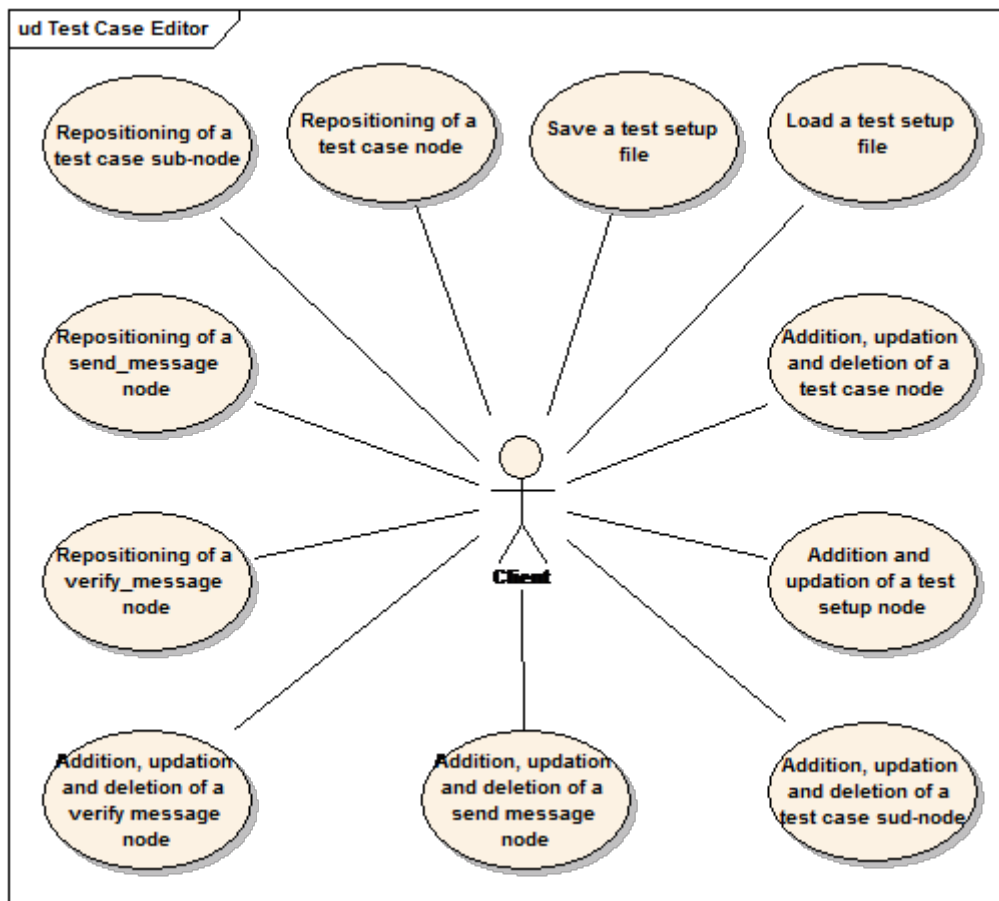 ud Test Case Editor
Repositioning of a
test case sub-node
Repositioning of a
test case node
Save a test setup
file
Load a test setup
file
Repositioning of a
send_message
node
Addition, updation
and deletion of a
test case node
Client
Repositioning of a
verify_message
node
Addition and
updation of a test
setup node
Addition, updation
and deletion of a
verify message
node
Addition, updation
and deletion of a
send message
node
Addition, updation
and deletion of a
test case sud-node